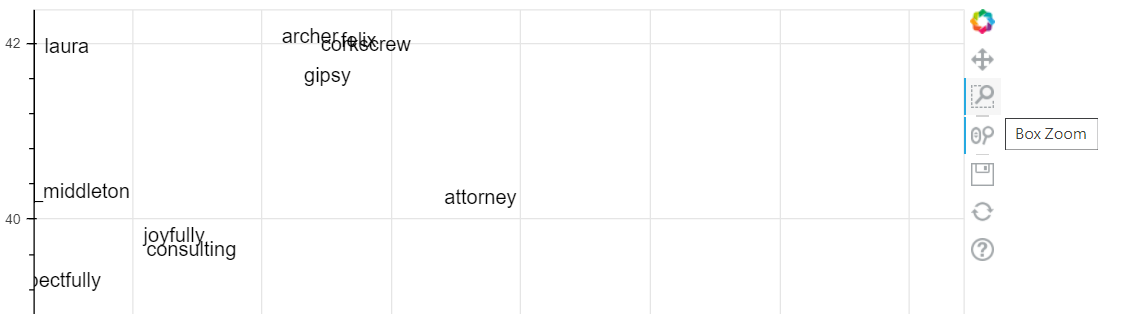 42
laura
archer felix
corkscrew
gipsy
Box Zoom
_middleton
attorney
40
joyfully
consulting
pectfully